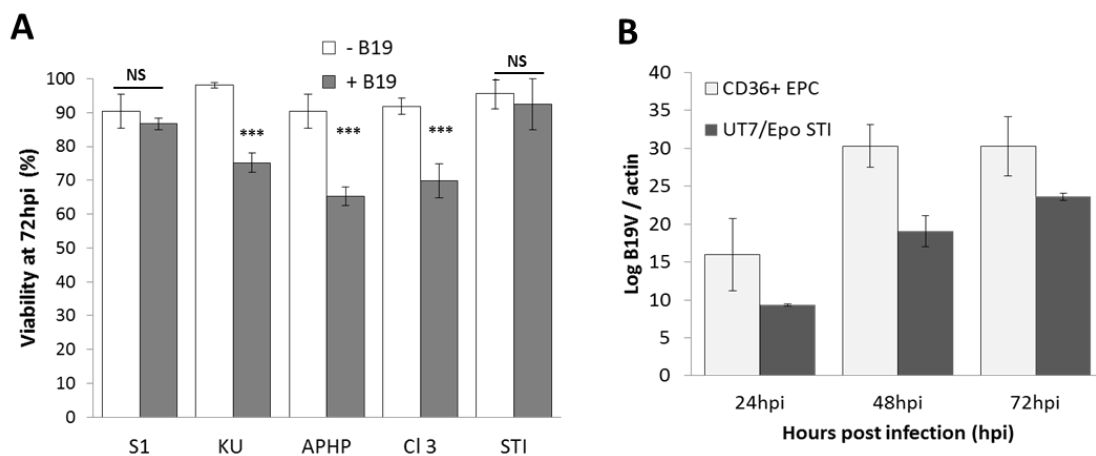 A
- B19
+ B19
NS
***
***
***
NS
Viability at 72hpi (%)
100
90
80
70
60
50
40
30
20
10
0
S1 KU APHP Cl 3 STI
B
CD36+ EPC
UT7/Epo STI
Log B19V / actin
40
35
30
25
20
15
10
5
0
24hpi 48hpi 72hpi
Hours post infection (hpi)